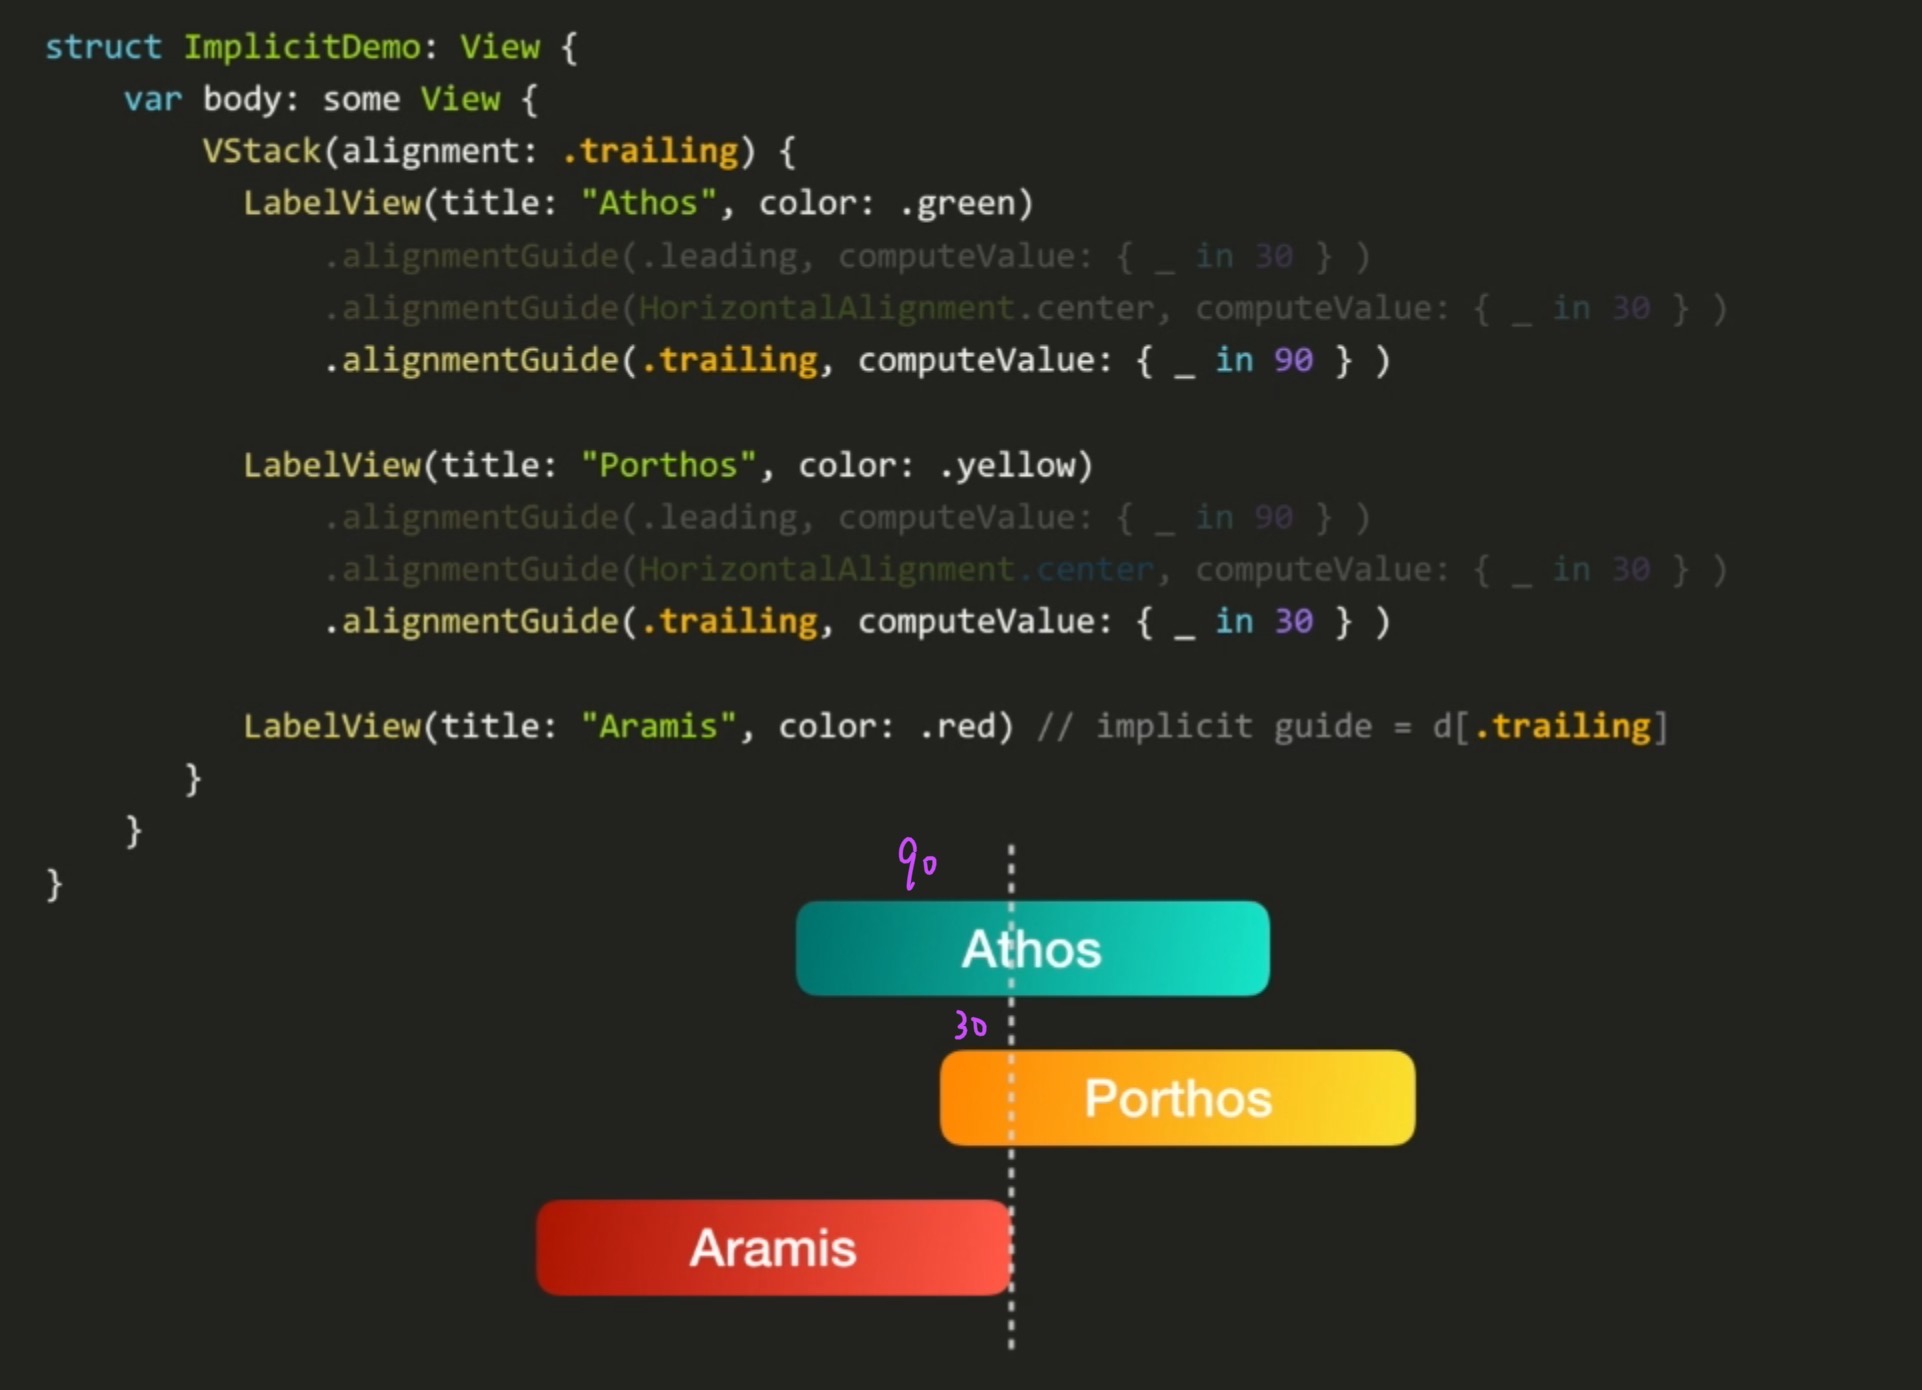 struct ImplicitDemo: View {
var body: some View {
VStack(alignment: .trailing) {
LabelView(title: "Athos", color: .green)
.alignmentGuide(.leading, computeValue: { _ in 30 } )
.alignmentGuide(HorizontalAlignment.center, computeValue: { _ in 30 } )
.alignmentGuide(.trailing, computeValue: { _ in 90 } )
LabelView(title: "Porthos", color: .yellow)
.alignmentGuide(.leading, computeValue: { _ in 90 } )
.alignmentGuide(HorizontalAlignment.center, computeValue: { _ in 30 } )
.alignmentGuide(.trailing, computeValue: { _ in 30 } )
LabelView(title: "Aramis", color: .red) // implicit guide = d[.trailing]
}
}
}
90
Athos
30
Porthos
Aramis